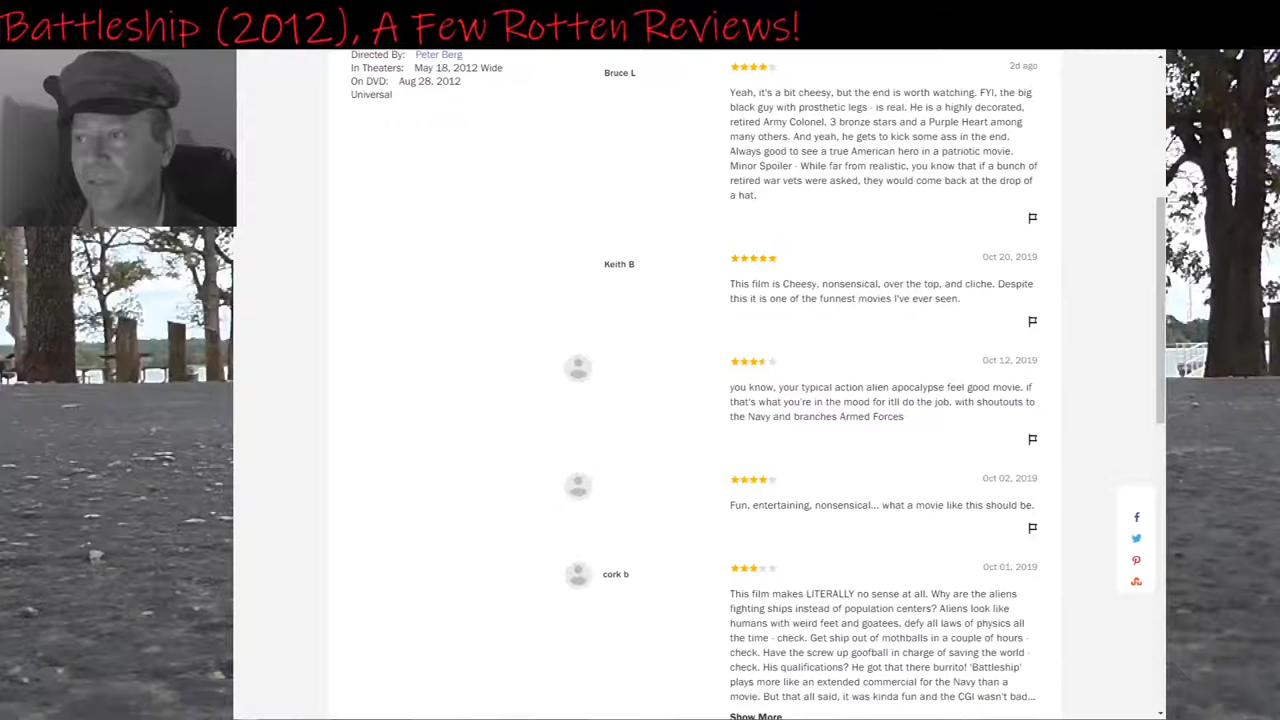 Battleship (2012), A Few Rotten Reviews!
Directed By: Peter Berg
In Theaters: May 18, 2012 Wide
On DVD: Aug 28, 2012
Universal
Bruce L
2d ago
Yeah, it's a bit cheesy, but the end is worth watching. FYI, the big
black guy with prosthetic legs - is real. He is a highly decorated,
retired Army Colonel, 3 bronze stars and a Purple Heart among
many others. And yeah, he gets to kick some ass in the end.
Always good to see a true American hero in a patriotic movie.
Minor Spoiler - While far from realistic, you know that if a bunch of
retired war vets were asked, they would come back at the drop of
a hat.
Keith B
Oct 20, 2019
This film is Cheesy, nonsensical, over the top, and cliche. Despite
this it is one of the funnest movies I've ever seen.
Oct 12, 2019
you know, your typical action alien apocalypse feel good movie. if
that's what you're in the mood for itll do the job. with shoutouts to
the Navy and branches Armed Forces
Oct 02, 2019
Fun, entertaining, nonsensical... what a movie like this should be.
cork b
Oct 01, 2019
This film makes LITERALLY no sense at all. Why are the aliens
fighting ships instead of population centers? Aliens look like
humans with weird feet and goatees, defy all laws of physics all
the time - check. Get ship out of mothballs in a couple of hours -
check. Have the screw up goofball in charge of saving the world -
check. His qualifications? He got that there burrito! 'Battleship'
plays more like an extended commercial for the Navy than a
movie. But that all said, it was kinda fun and the CGI wasn't bad...
Show More